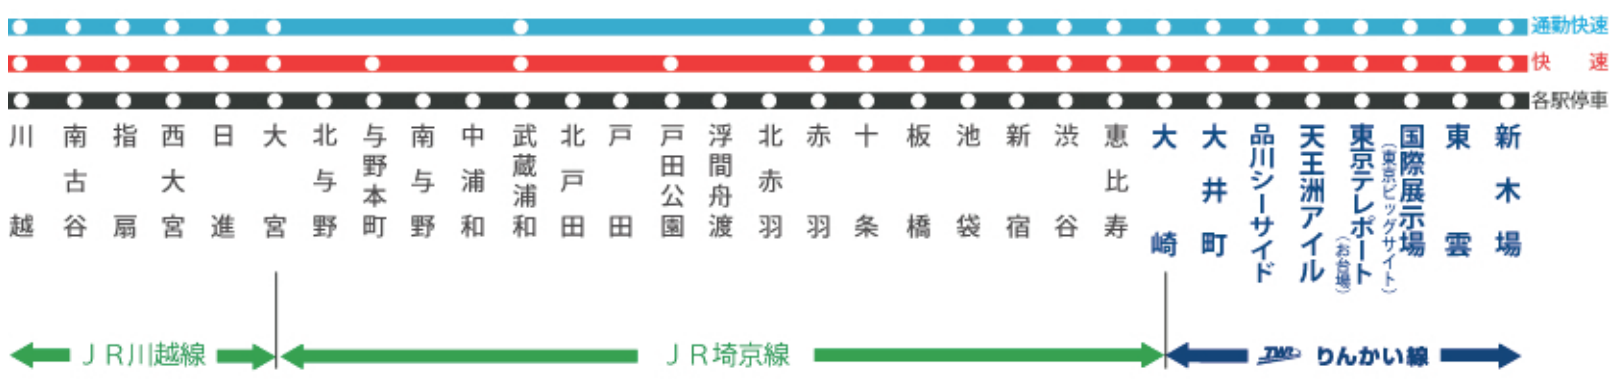 通勤快速
快速
各駅停車
川越
南古谷
指扇
西大宮
日進
大宮
北与野
与野本町
南与野
中浦和
武蔵浦和
北戸田
戸田
戸田公園
浮間舟渡
北赤羽
赤羽
十条
板橋
池袋
新宿
渋谷
恵比寿
大崎
大井町
品川シーサイド
天王洲アイル
東京テレポート
(お台場)
国際展示場
(東京ビッグサイト)
東雲
新木場
JR川越線
JR埼京線
TWR りんかい線